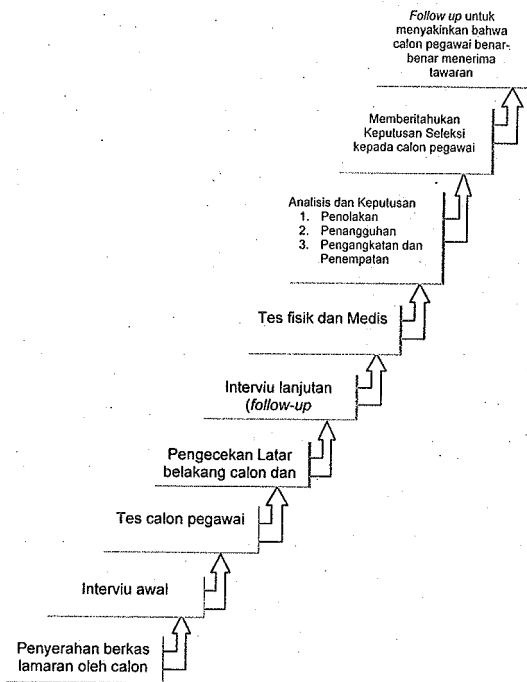 Follow up untuk
menyakinkan bahwa
calon pegawai benar-
benar menerima
tawaran
Memberitahukan
Keputusan Seleksi
kepada calon pegawai
Analisis dan Keputusan
1. Penolakan
2. Penangguhan
3. Pengangkatan dan
Penempatan
Tes fisik dan Medis
Interviu lanjutan
(follow-up
Pengecekan Latar
belakang calon dan
Tes calon pegawai
Interviu awal
Penyerahan berkas
lamaran oleh calon